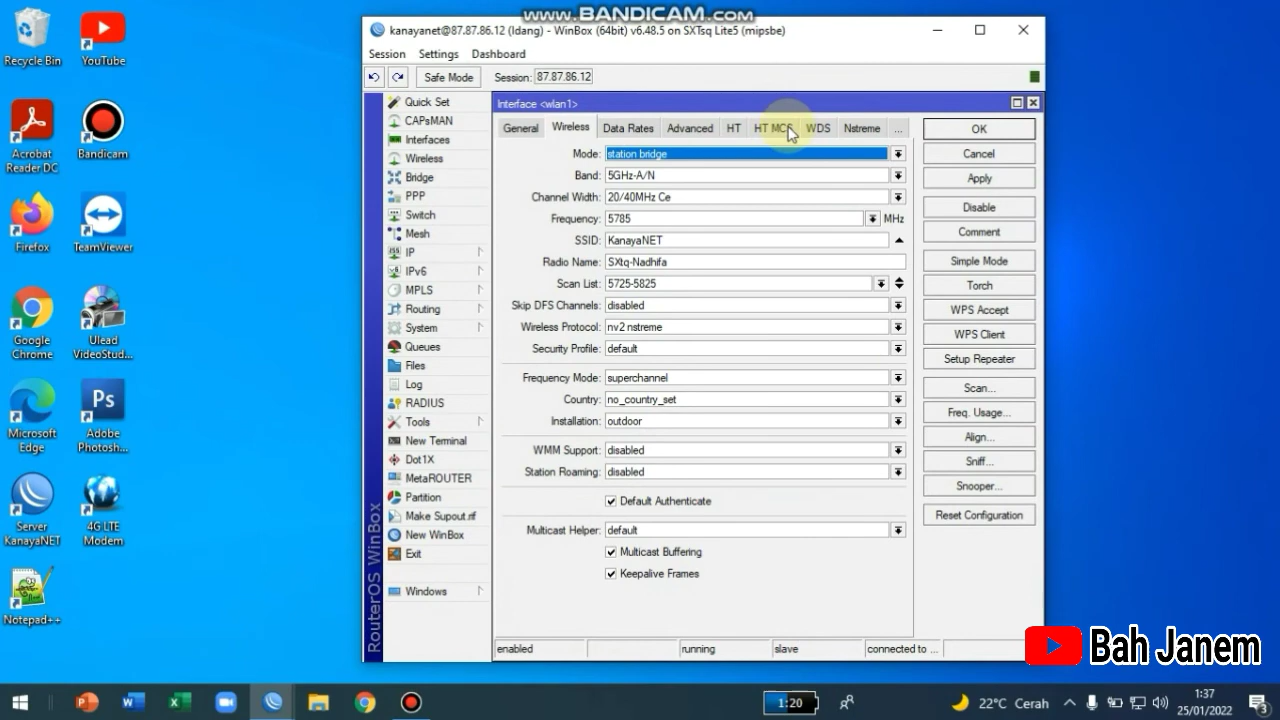 www.BANDICAM.com
kanayanet@87.87.86.12 (Idang) - WinBox (64bit) v6.48.5 on SXTsq Lite5 (mipsbe)
Session Settings Dashboard
Safe Mode Session: 87.87.86.12
Recycle Bin
YouTube
Acrobat Reader DC
Bandicam
Firefox
TeamViewer
Google Chrome
Ulead VideoStud...
Microsoft Edge
Adobe Photosh...
Server KanayaNET
4G LTE Modem
Notepad++
Quick Set
CAPsMAN
Interfaces
Wireless
Bridge
PPP
Switch
Mesh
IP
IPv6
MPLS
Routing
System
Queues
Files
Log
RADIUS
Tools
New Terminal
Dot1X
MetaROUTER
Partition
Make Supout.rif
New WinBox
Exit
Windows
RouterOS WinBox
Interface <wlan1>
General Wireless Data Rates Advanced HT HT MCS WDS Nstreme ...
Mode: station bridge
Band: 5GHz-A/N
Channel Width: 20/40MHz Ce
Frequency: 5785 MHz
SSID: KanayaNET
Radio Name: SXtq-Nadhifa
Scan List: 5725-5825
Skip DFS Channels: disabled
Wireless Protocol: nv2 nstreme
Security Profile: default
Frequency Mode: superchannel
Country: no_country_set
Installation: outdoor
WMM Support: disabled
Station Roaming: disabled
Default Authenticate
Multicast Helper: default
Multicast Buffering
Keepalive Frames
OK
Cancel
Apply
Disable
Comment
Simple Mode
Torch
WPS Accept
WPS Client
Setup Repeater
Scan...
Freq. Usage...
Align...
Sniff...
Snooper...
Reset Configuration
enabled running slave connected to ...
Bah Janem
1:20
22°C Cerah
1:37
25/01/2022
3